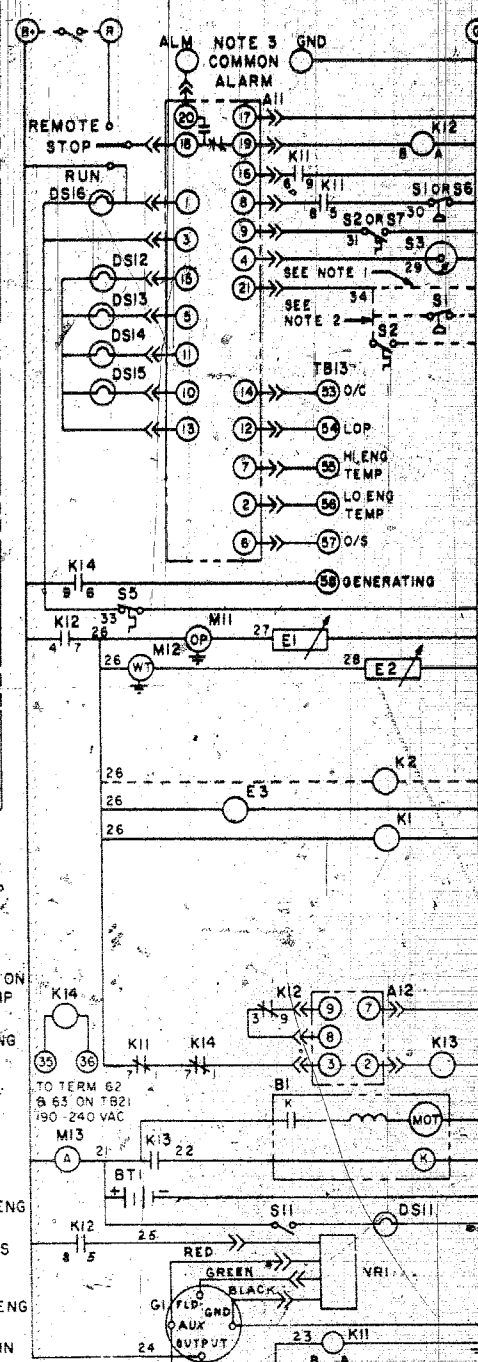 B+ R G
ALM NOTE 3 GND
COMMON
ALARM
A11
20 17
REMOTE
STOP 18 19 K12
B A
RUN 16 K11
6 9
DS16 1 8 K11
8 5
S1 OR S6
30
3 9 S2 OR S7
31
DS12 15 4 S3
29
SEE NOTE 1
DS13 5 21 34
SEE
NOTE 2
S1
DS14 11 S2
DS15 10 14 TB13
53 O/C
13 12 54 LOP
7 55 HI ENG
TEMP
2 56 LO ENG
TEMP
6 57 O/S
K14
9 6
58 GENERATING
S5
33
K12
4 7
26 M11
OP 27 E1
26 M12
WT 28 E2
26 K2
26 E3
26 K1
ON
K14 K12
3 9
9 7 A12
8
NG
35 36
K11
7
K14
7
3 2 K13
TO TERM 62
& 63 ON TB21
190-240 VAC
B1
K MOT
M13
A 21 K13 22 K
BT1
+ -
ENG
S11 DS11
K12
8 5
25
S
RED
GREEN VR1
BLACK
ENG
G1 FLD
GND
AUX
OUTPUT
IN
24 23 K11
B A